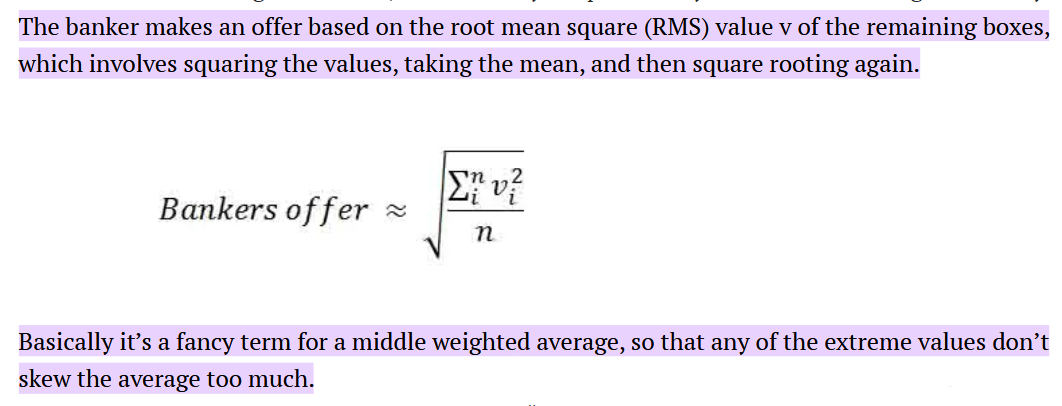 The banker makes an offer based on the root mean square (RMS) value v of the remaining boxes,
which involves squaring the values, taking the mean, and then square rooting again.
Bankers offer ≈ √(∑ⁿᵢ vᵢ² / n)
Basically it's a fancy term for a middle weighted average, so that any of the extreme values don't
skew the average too much.